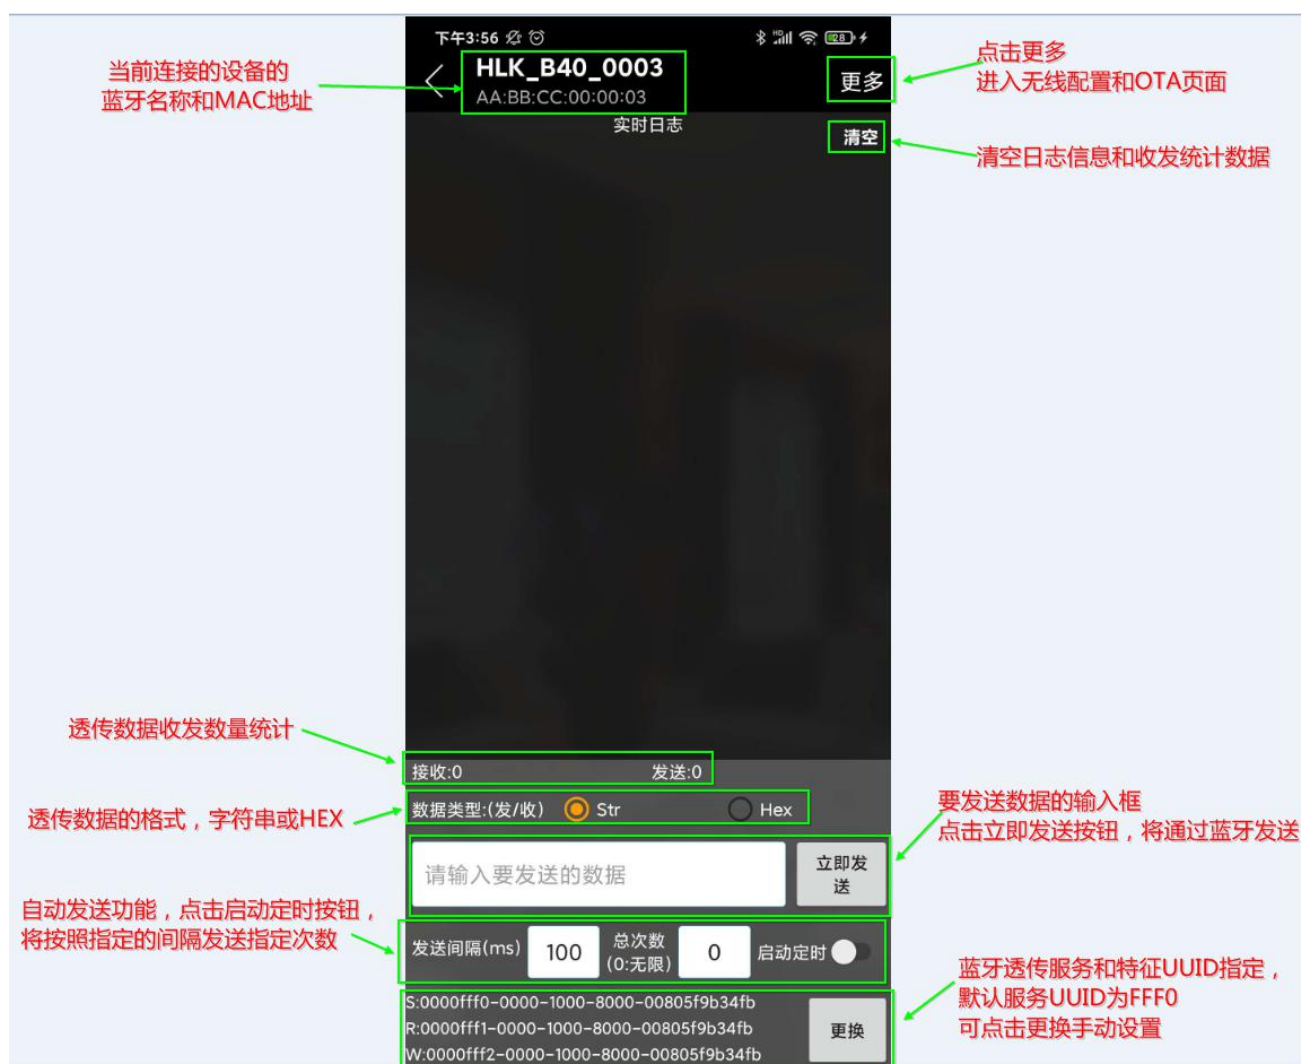 下午3:56
28
当前连接的设备的
蓝牙名称和MAC地址
HLK_B40_0003
AA:BB:CC:00:00:03
更多
点击更多
进入无线配置和OTA页面
实时日志
清空
清空日志信息和收发统计数据
透传数据收发数量统计
接收:0 发送:0
透传数据的格式，字符串或HEX
数据类型:(发/收) Str Hex
要发送数据的输入框
点击立即发送按钮，将通过蓝牙发送
请输入要发送的数据
立即发
送
自动发送功能，点击启动定时按钮，
将按照指定的间隔发送指定次数
发送间隔(ms) 100 总次数
(0:无限) 0 启动定时
蓝牙透传服务和特征UUID指定，
默认服务UUID为FFF0
可点击更换手动设置
S:0000fff0-0000-1000-8000-00805f9b34fb
R:0000fff1-0000-1000-8000-00805f9b34fb
W:0000fff2-0000-1000-8000-00805f9b34fb
更换